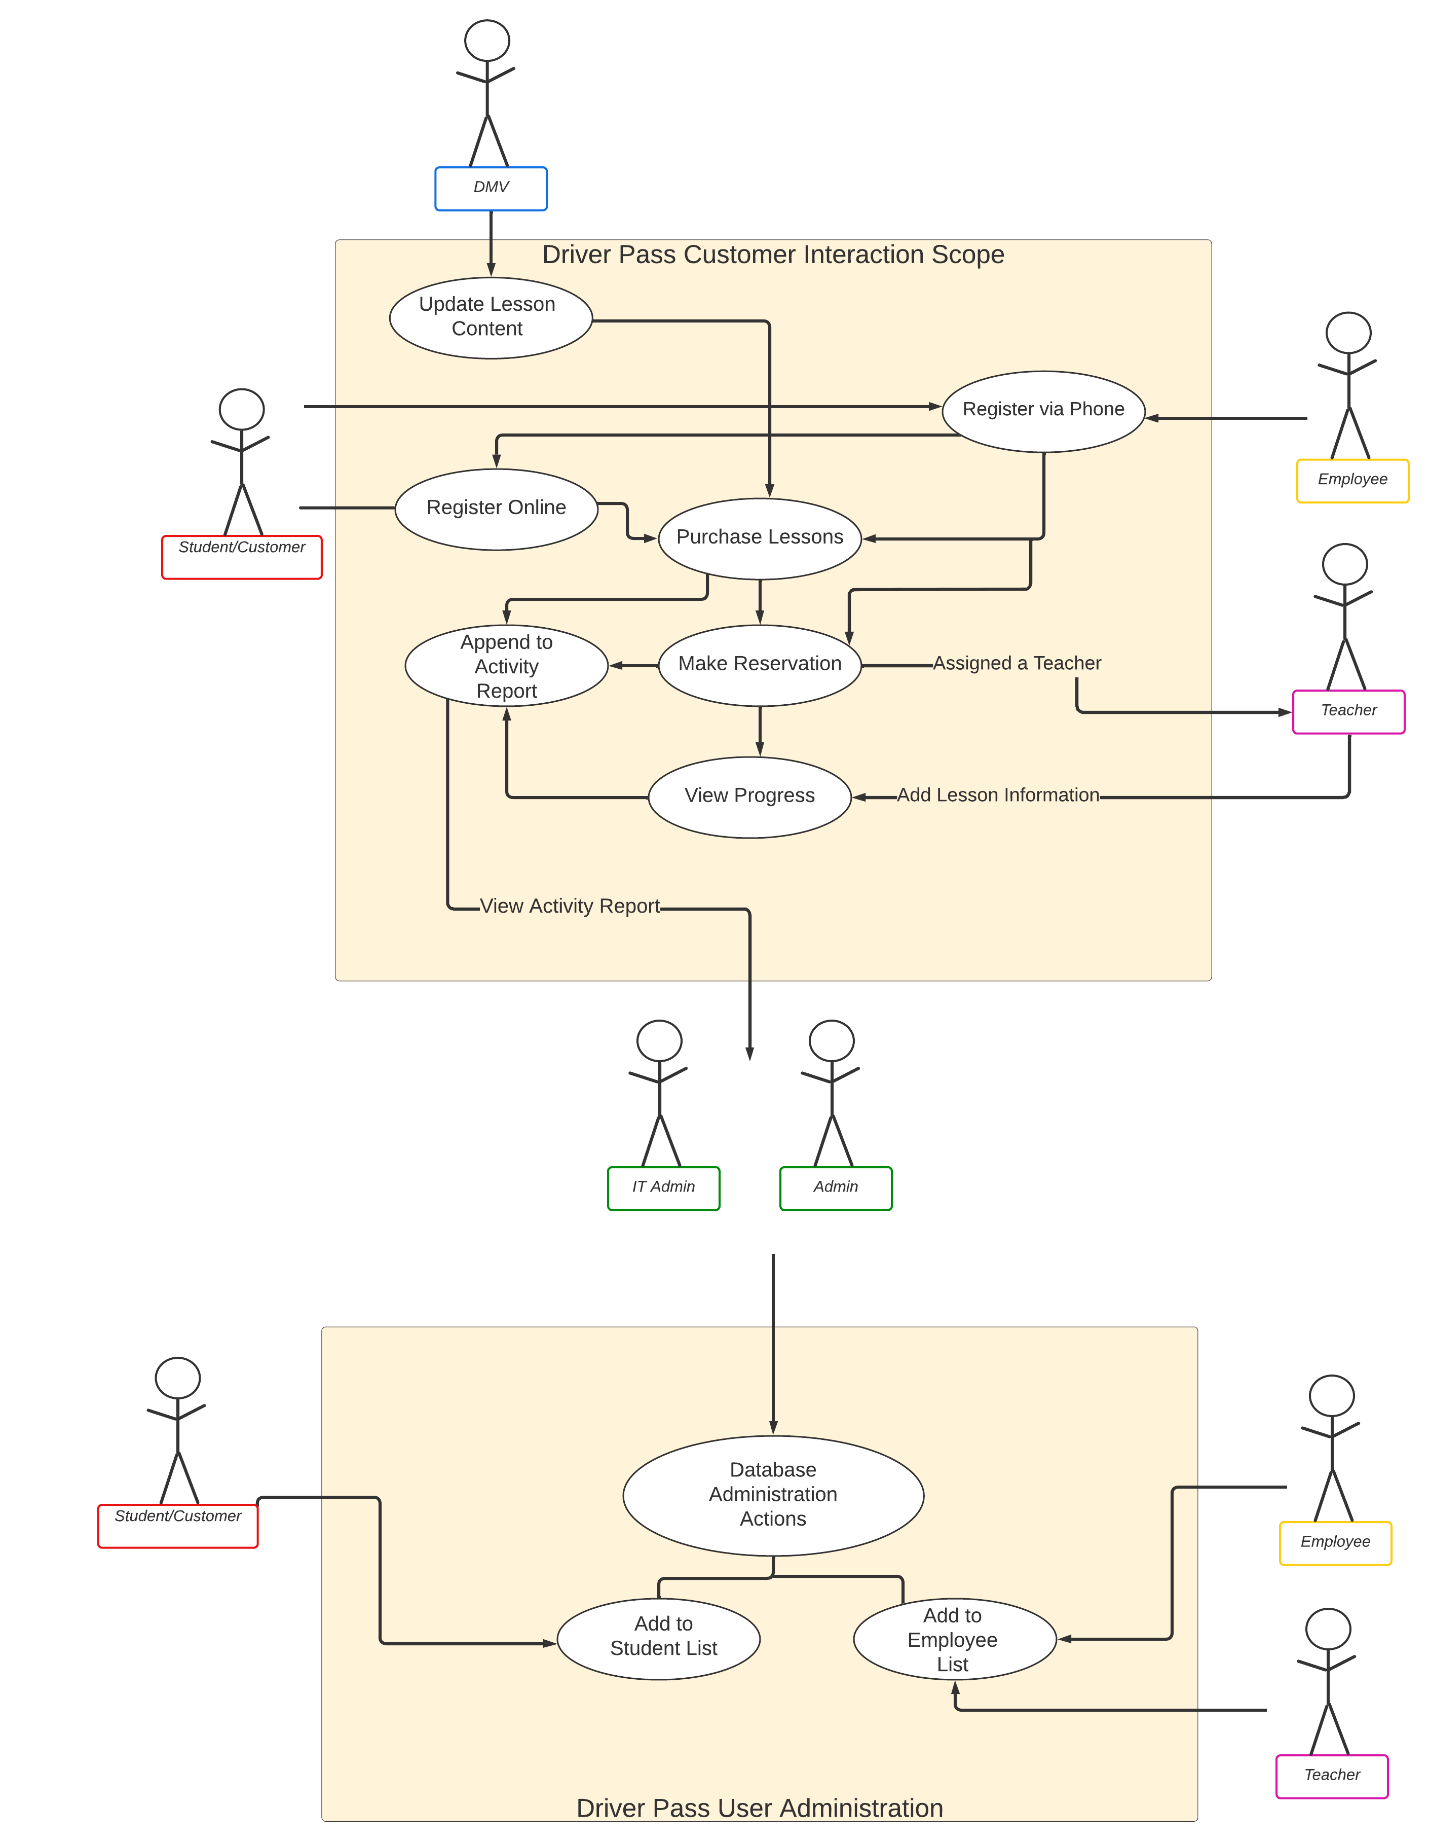 DMV
Driver Pass Customer Interaction Scope
Update Lesson
Content
Register via Phone
Employee
Student/Customer
Register Online
Purchase Lessons
Append to
Activity
Report
Make Reservation
Assigned a Teacher
Teacher
View Progress
Add Lesson Information
View Activity Report
IT Admin
Admin
Database
Administration
Actions
Student/Customer
Employee
Add to
Student List
Add to
Employee
List
Teacher
Driver Pass User Administration